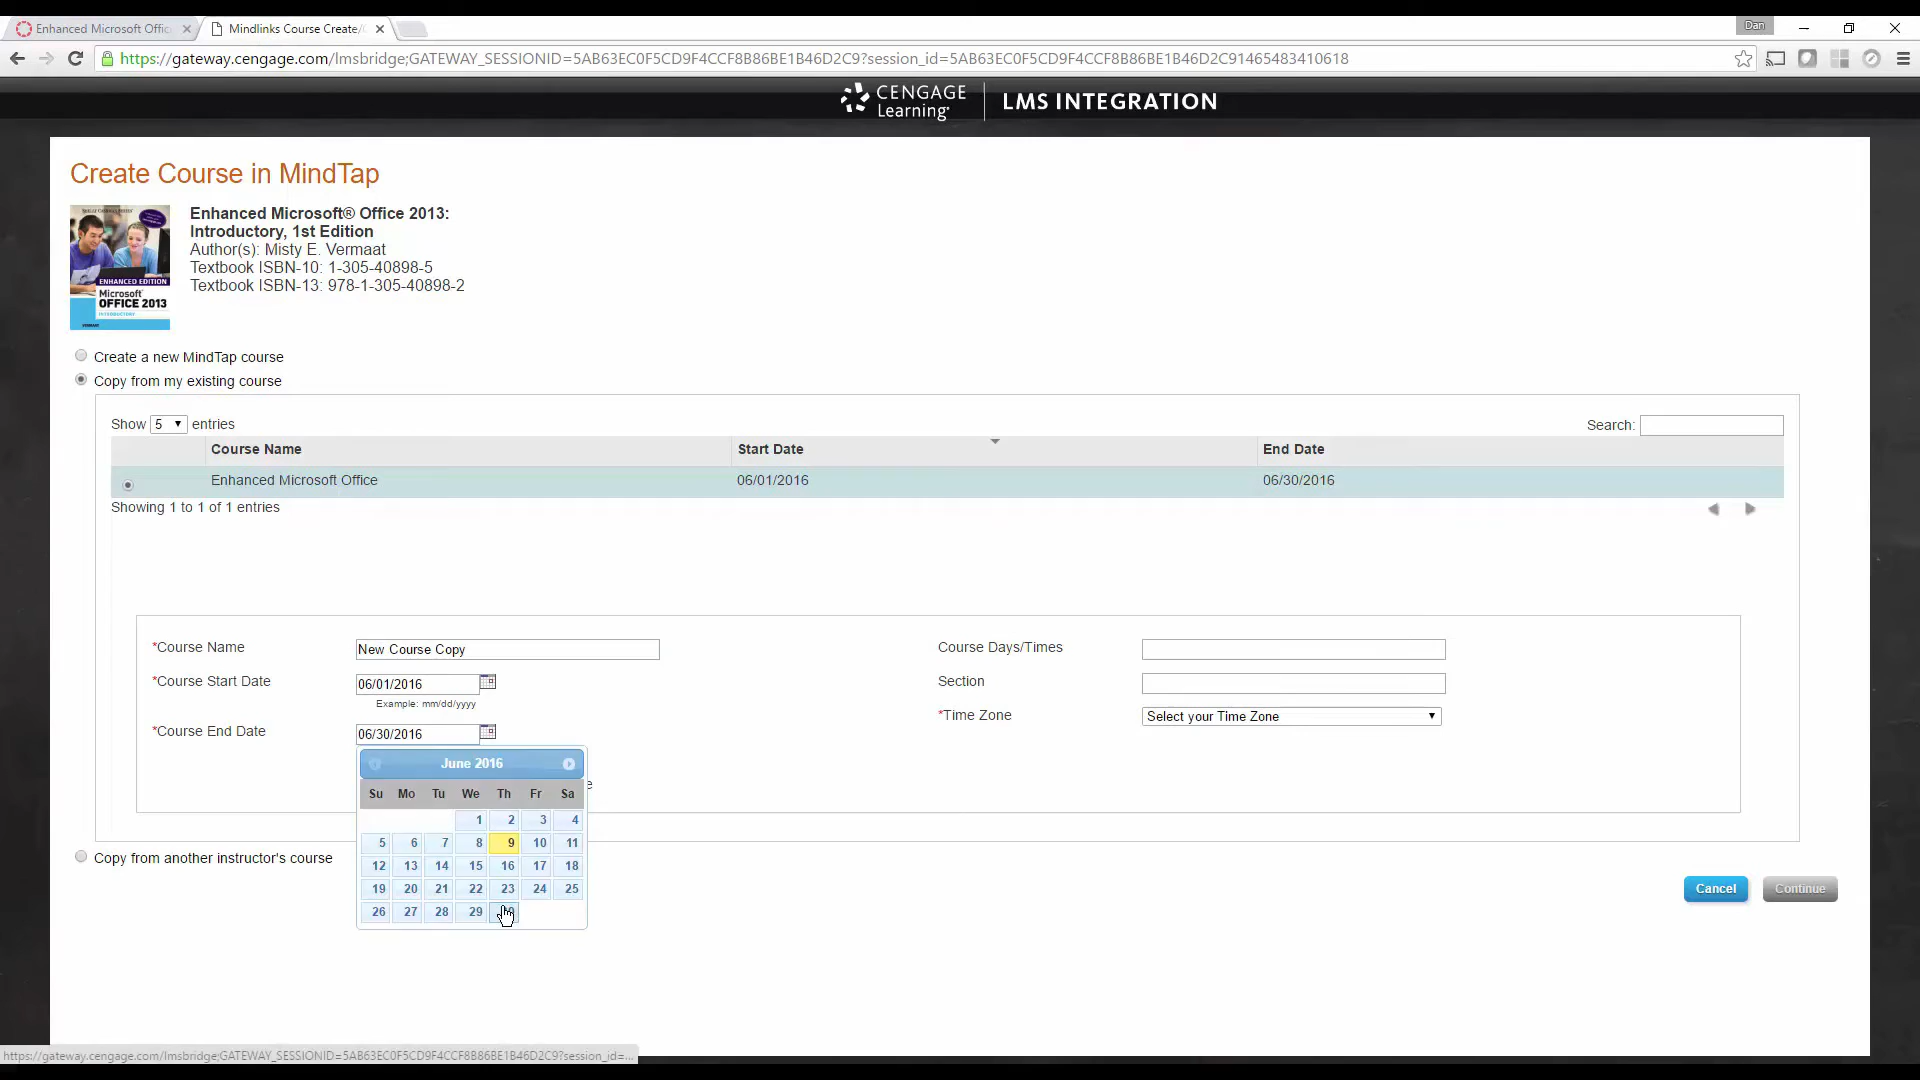 Enhanced Microsoft Offic
Mindlinks Course Create/
Dan
https://gateway.cengage.com/lmsbridge;GATEWAY_SESSIONID=5AB63EC0F5CD9F4CCF8B86BE1B46D2C9?session_id=5AB63EC0F5CD9F4CCF8B86BE1B46D2C91465483410618
CENGAGE
Learning
LMS INTEGRATION
Create Course in MindTap
Enhanced Microsoft® Office 2013:
Introductory, 1st Edition
Author(s): Misty E. Vermaat
Textbook ISBN-10: 1-305-40898-5
Textbook ISBN-13: 978-1-305-40898-2
ENHANCED EDITION
Microsoft
OFFICE 2013
INTRODUCTORY
VERMAAT
Create a new MindTap course
Copy from my existing course
Show 5 entries
Search:
Course Name Start Date End Date
Enhanced Microsoft Office 06/01/2016 06/30/2016
Showing 1 to 1 of 1 entries
*Course Name New Course Copy Course Days/Times
*Course Start Date 06/01/2016 Section
Example: mm/dd/yyyy
*Time Zone Select your Time Zone
*Course End Date 06/30/2016
June 2016
Su Mo Tu We Th Fr Sa
1 2 3 4
5 6 7 8 9 10 11
12 13 14 15 16 17 18
19 20 21 22 23 24 25
26 27 28 29
Copy from another instructor's course
Cancel Continue
https://gateway.cengage.com/lmsbridge;GATEWAY_SESSIONID=5AB63EC0F5CD9F4CCF8B86BE1B46D2C9?session_id=...